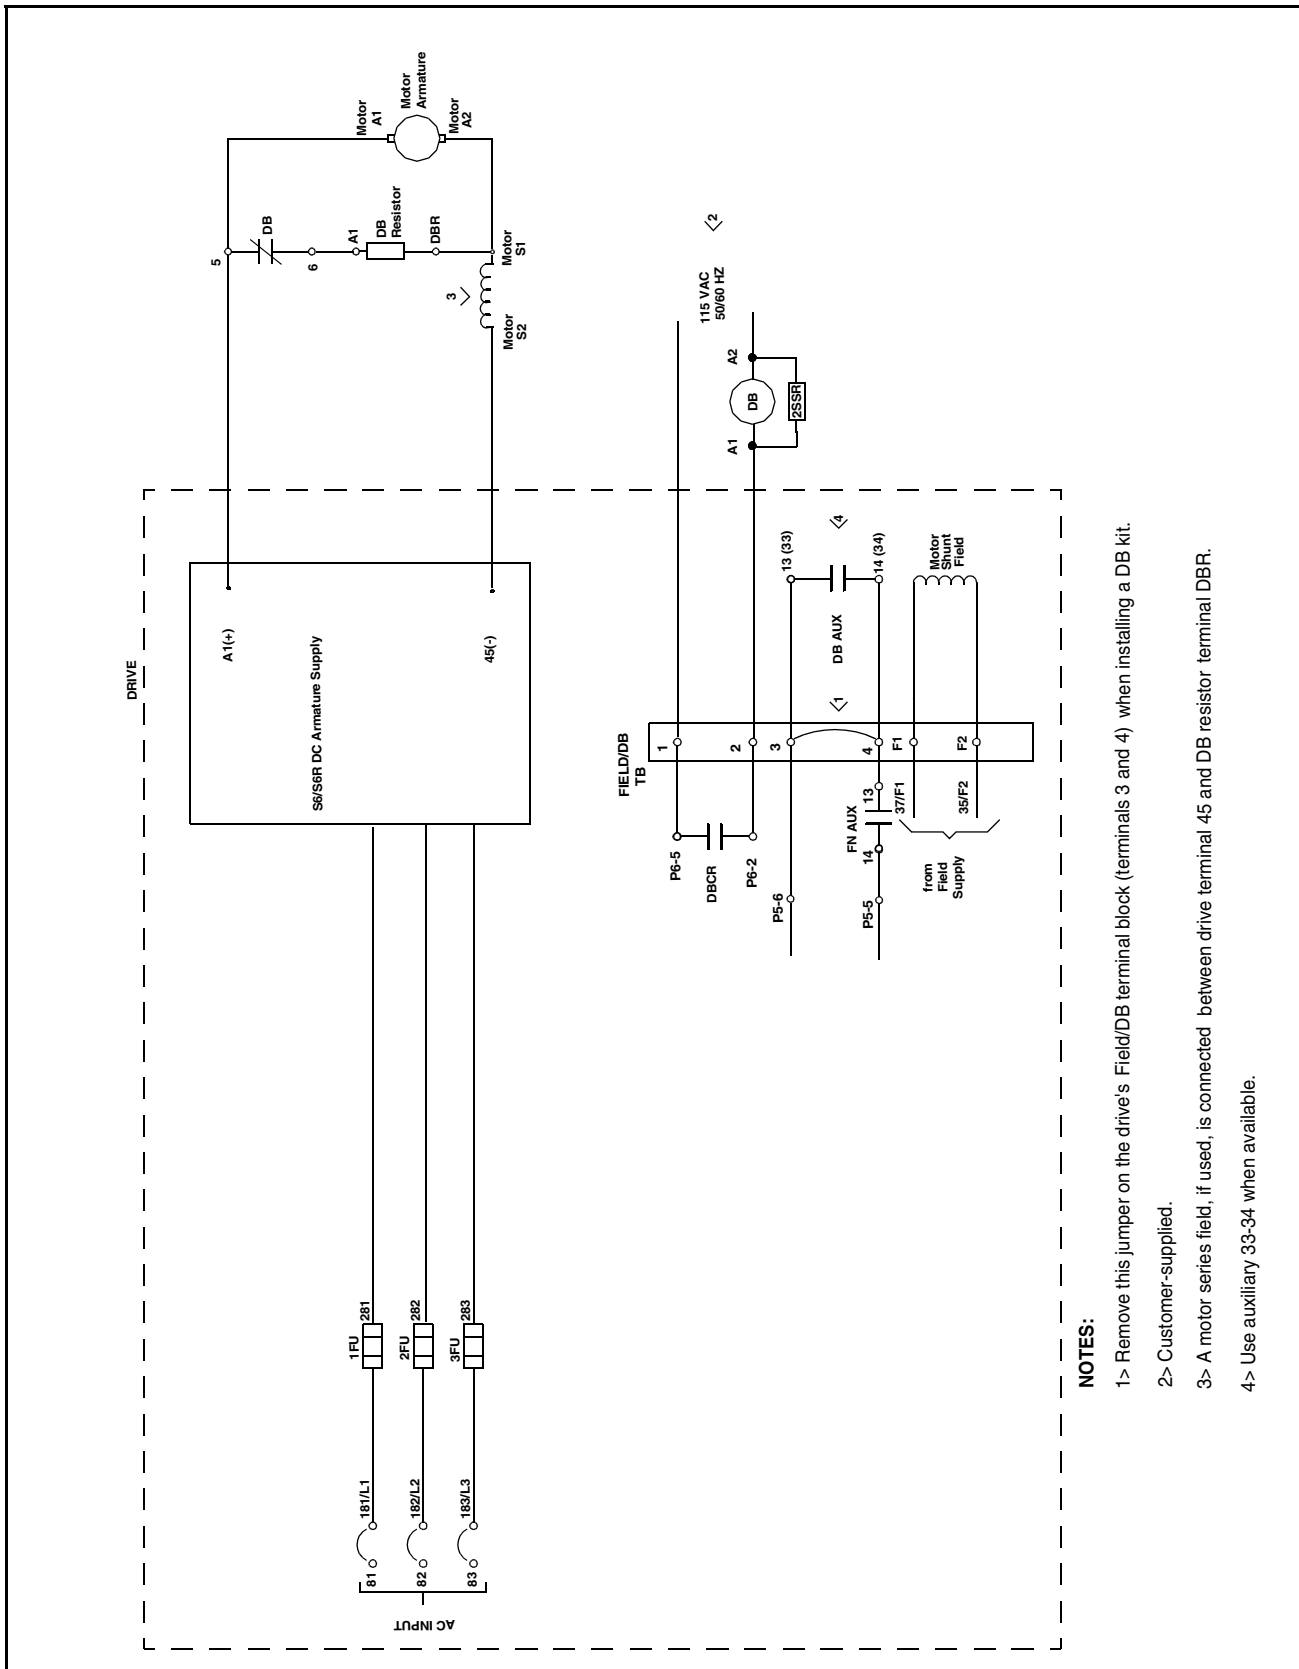 DRIVE
AC INPUT
81
82
83
181/L1
182/L2
183/L3
1FU
2FU
3FU
281
282
283
S6/S6R DC Armature Supply
A1(+)
45(-)
5
DB
6
A1
DB
Resistor
DBR
3
Motor
S2
Motor
S1
Motor
A1
Motor
Armature
Motor
A2
FIELD/DB
TB
P6-5
DBCR
P6-2
1
2
P5-6
P5-5
3
4
FN AUX
14
13
1
DB AUX
13 (33)
14 (34)
4
from
Field
Supply
37/F1
35/F2
F1
F2
Motor
Shunt
Field
A1
DB
A2
2SSR
115 VAC
50/60 HZ
2
NOTES:
1> Remove this jumper on the drive's Field/DB terminal block (terminals 3 and 4) when installing a DB kit.
2> Customer-supplied.
3> A motor series field, if used, is connected between drive terminal 45 and DB resistor terminal DBR.
4> Use auxiliary 33-34 when available.